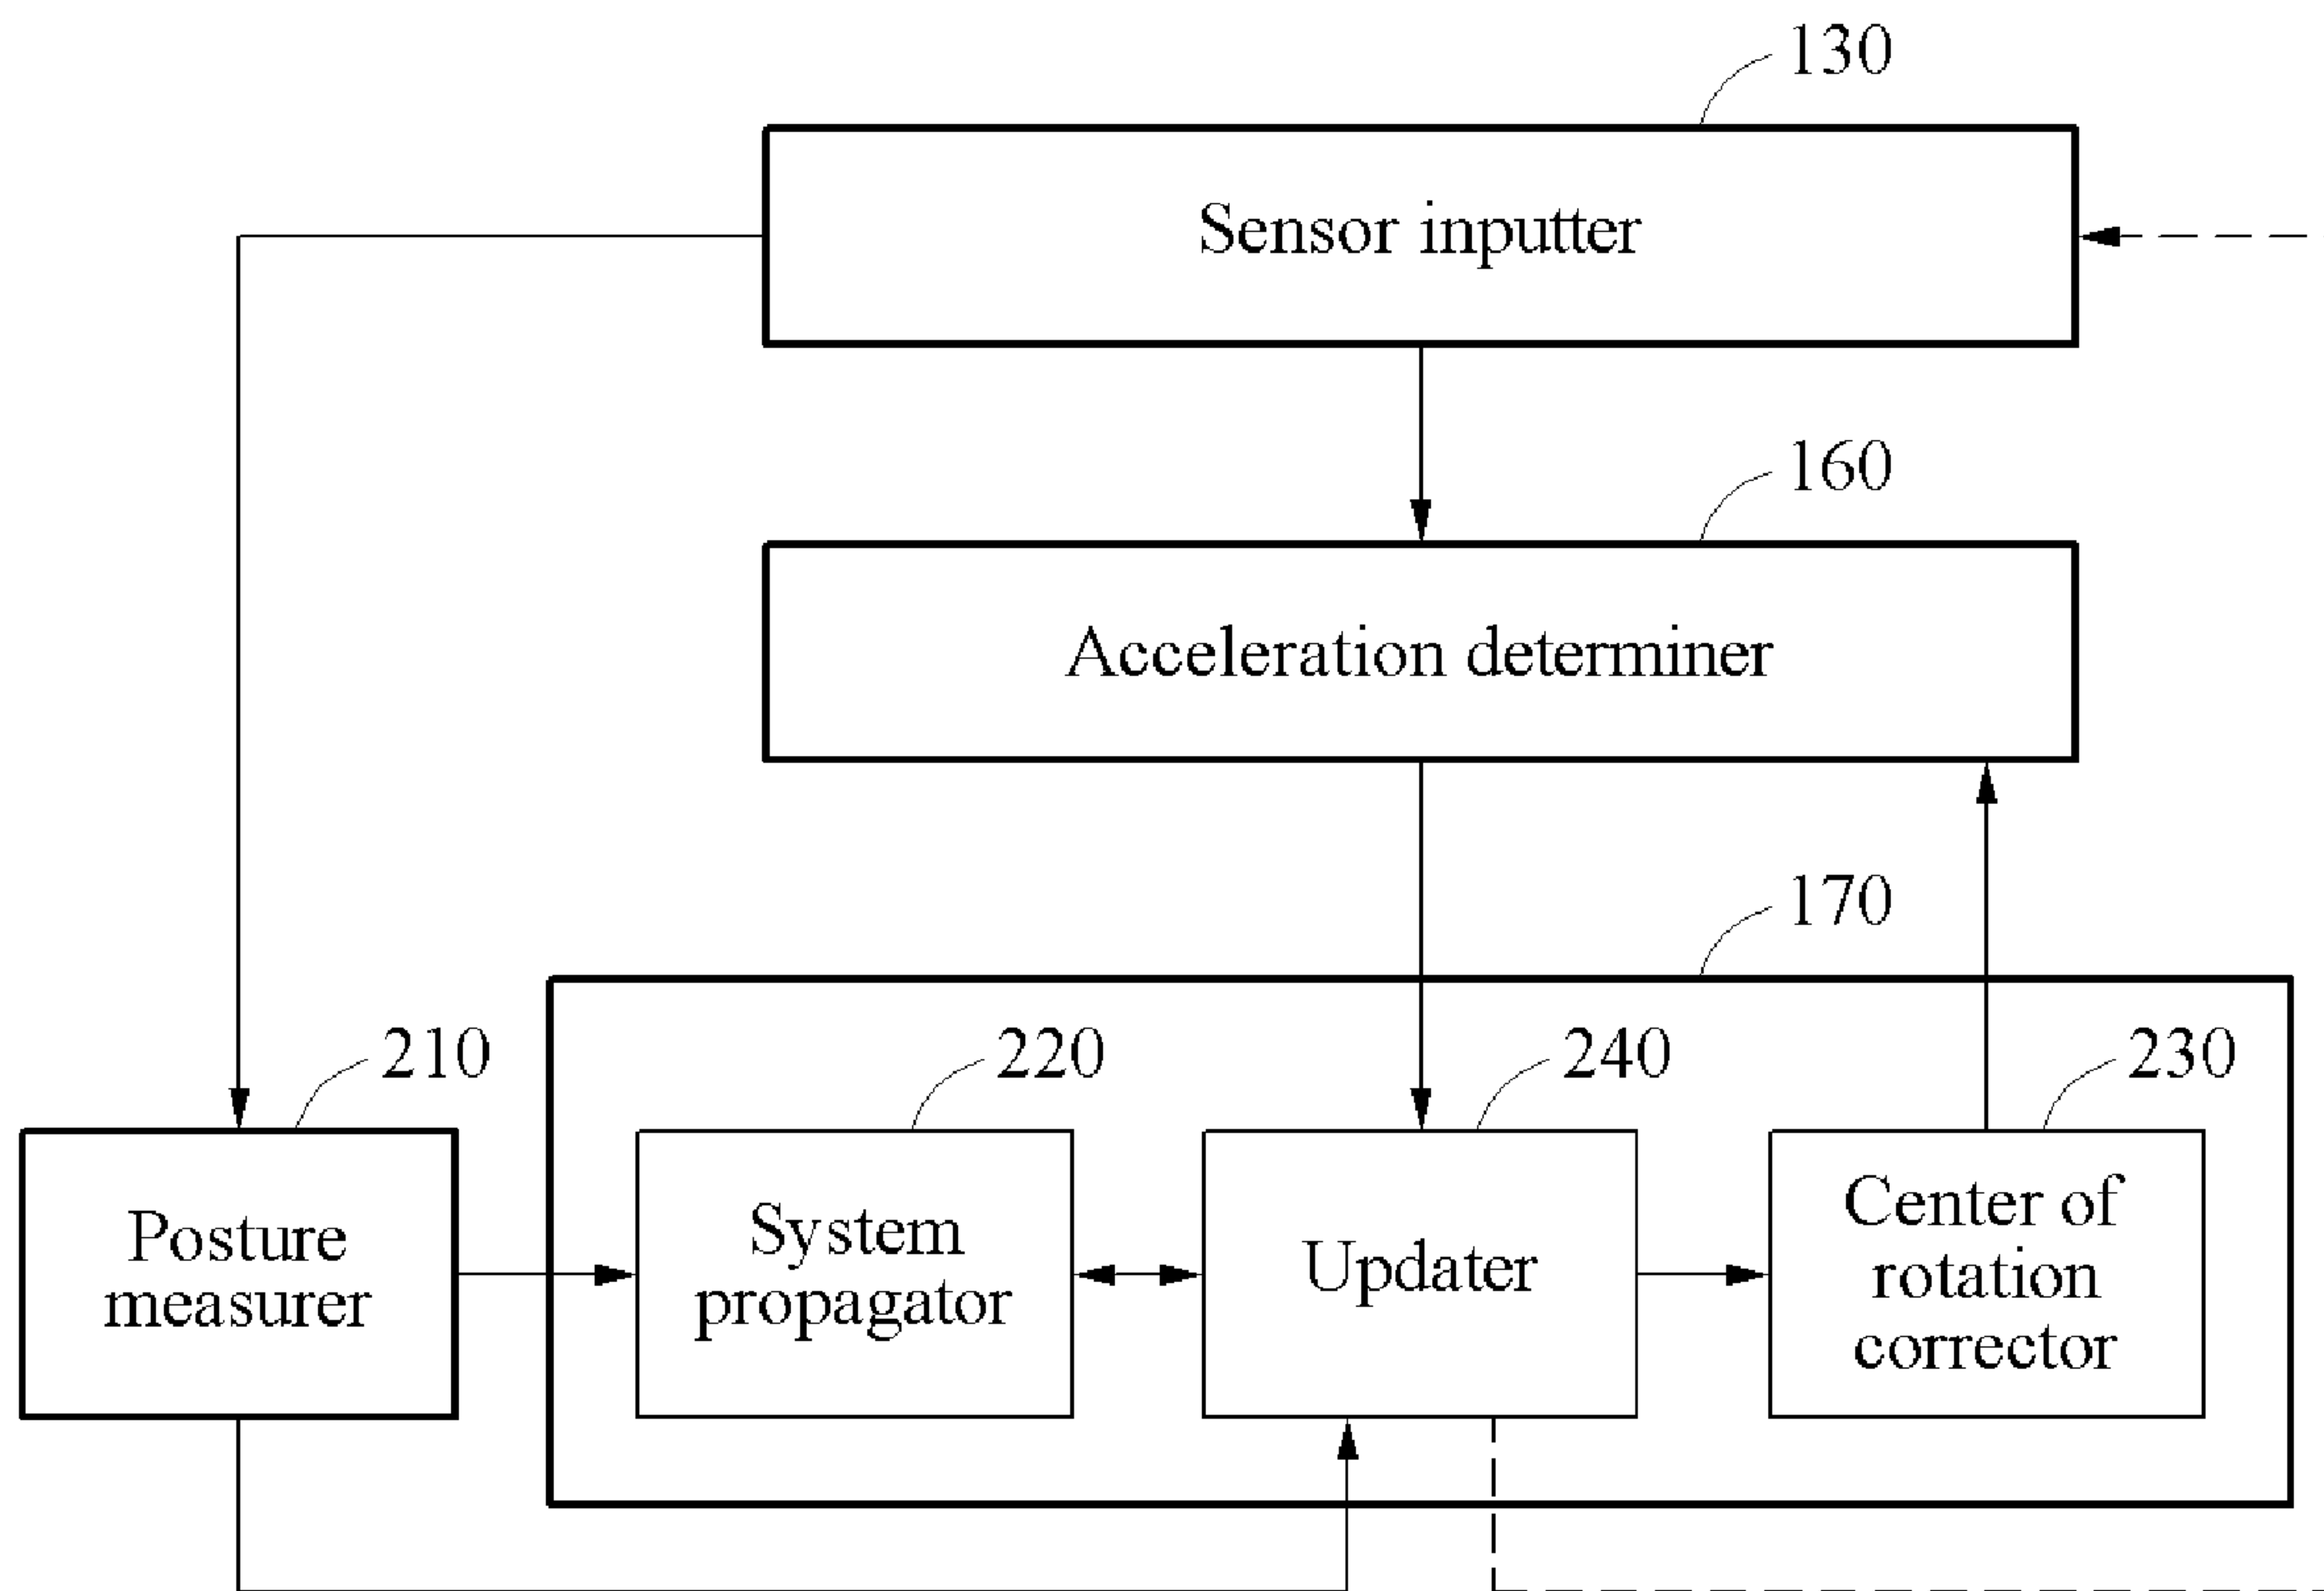 130
Sensor inputter
160
Acceleration determiner
170
210
220
240
230
Posture
measurer
System
propagator
Updater
Center of
rotation
corrector